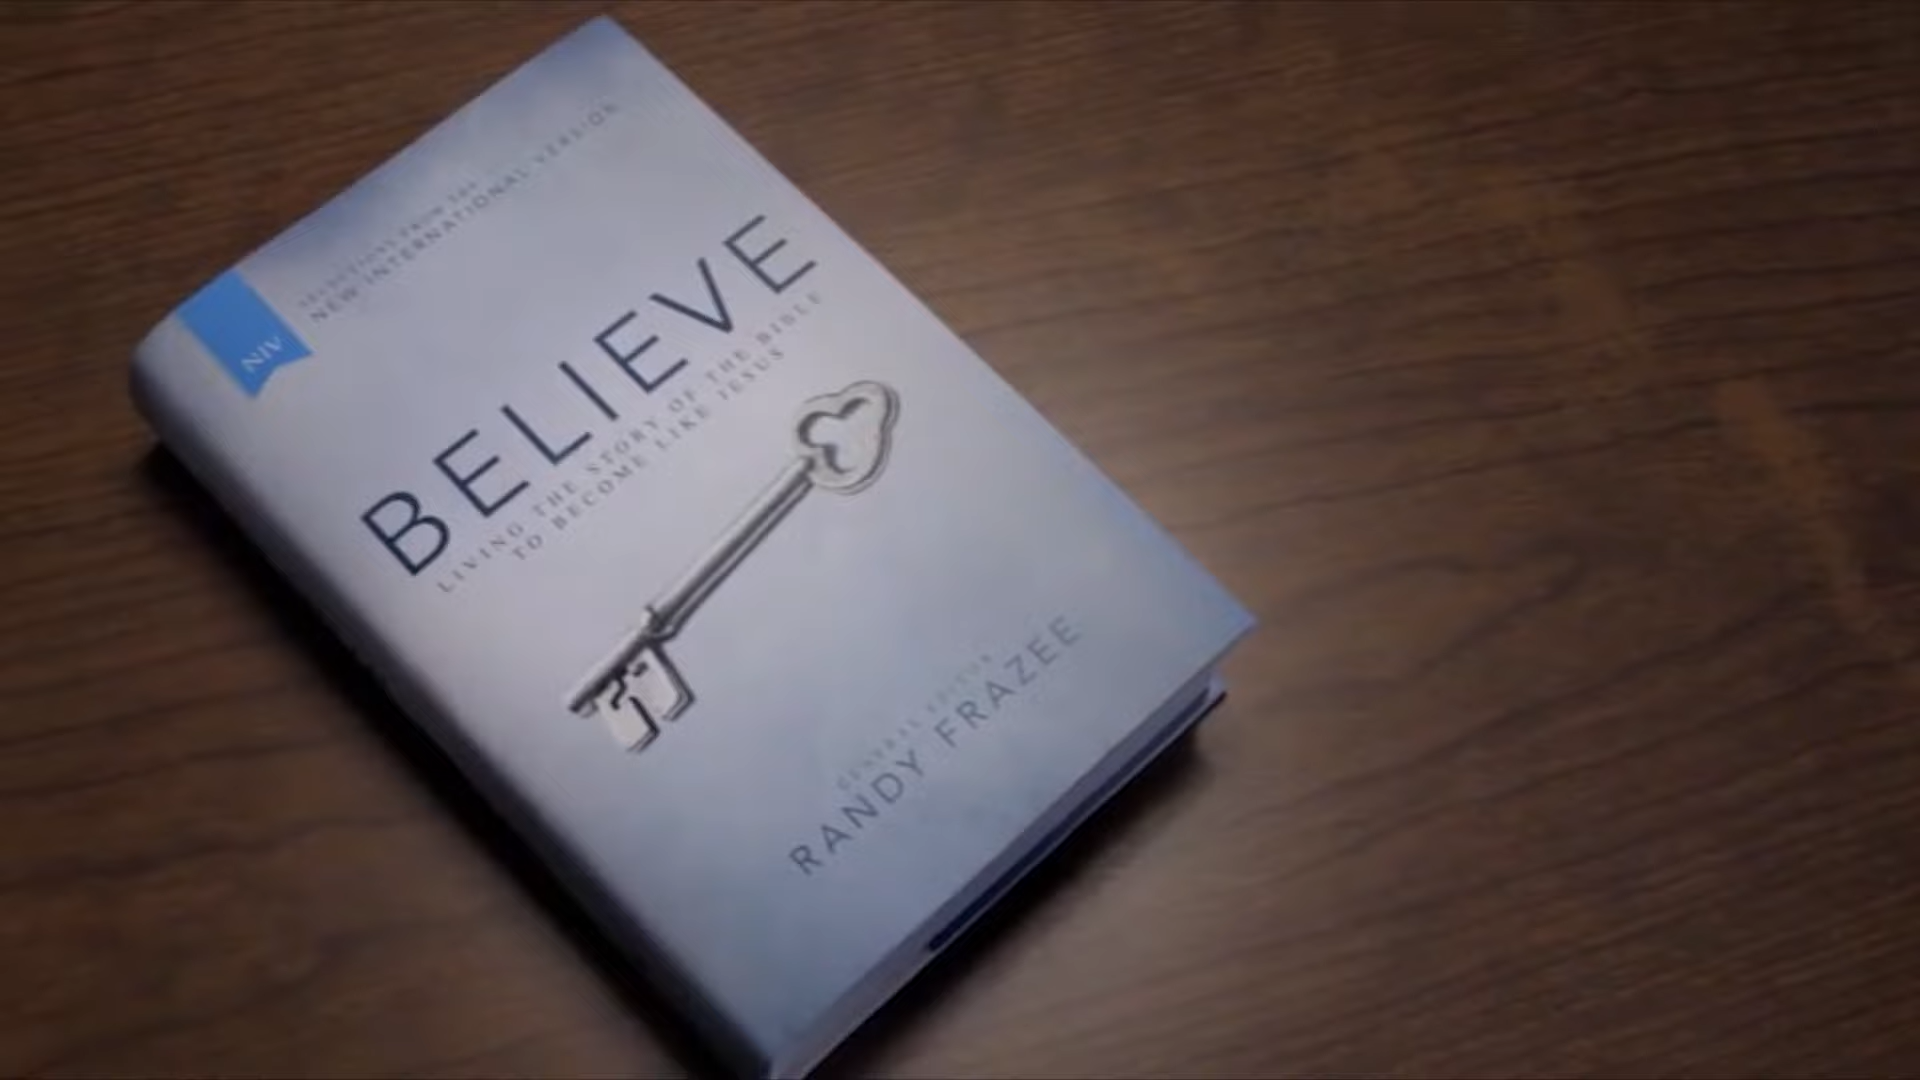 SELECTIONS FROM THE
NEW INTERNATIONAL VERSION
NIV
BELIEVE
LIVING THE STORY OF THE BIBLE
TO BECOME LIKE JESUS
GENERAL EDITOR
RANDY FRAZEE